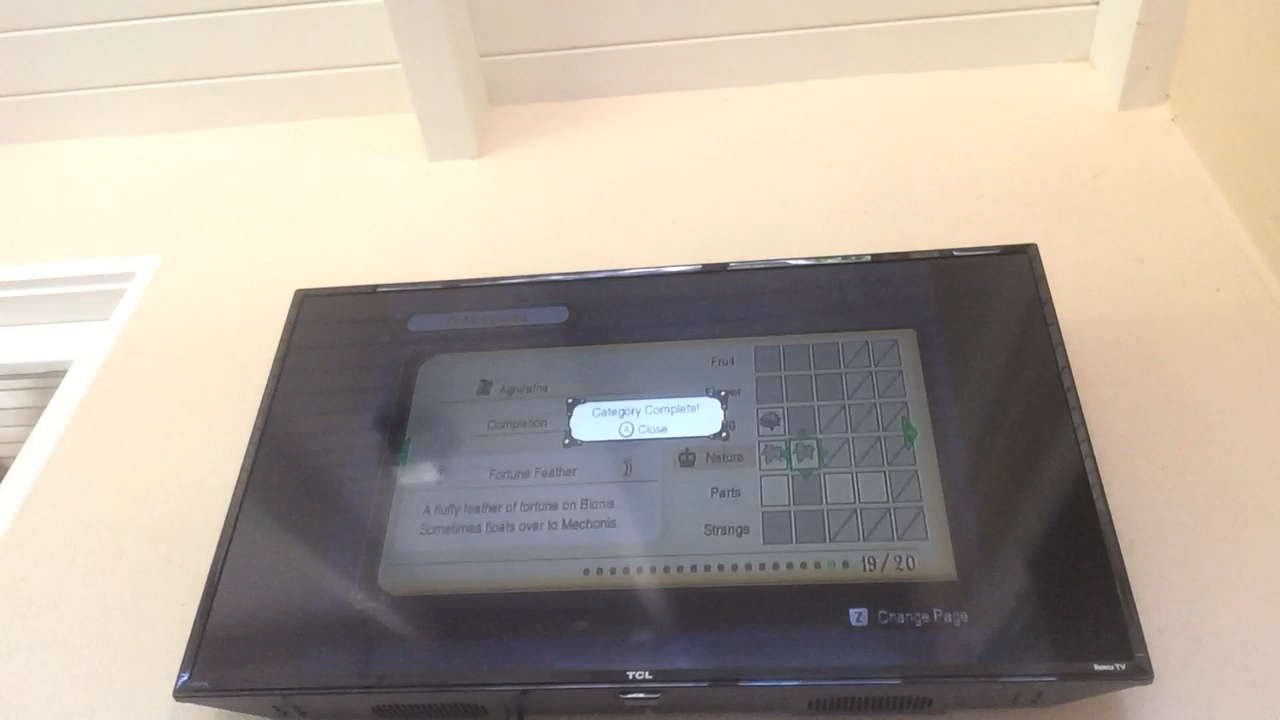 Fruit
Agniratha
Flower
Category Complete!
A Close
Completion
Nature
Fortune Feather
Parts
A fluffy feather of fortune on Bionis.
Sometimes floats over to Mechonis.
Strange
19/20
Z Change Page
TCL
Roku TV